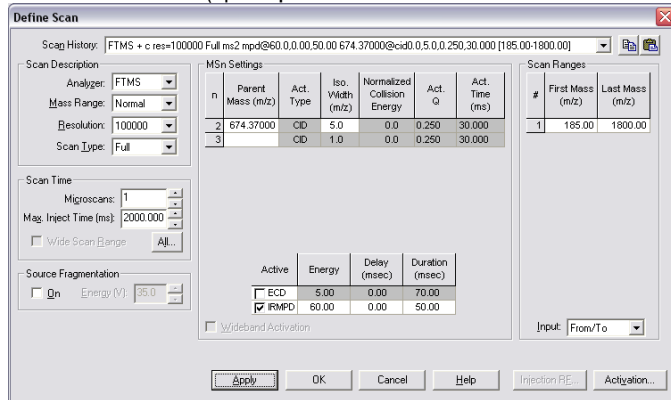 Define Scan
Scan History: FTMS + c res=100000 Full ms2 mpd@60.0,0.00,50.00 674.37000@cid0.0,5.0,0.250,30.000 [185.00-1800.00]
Scan Description
Analyzer: FTMS
Mass Range: Normal
Resolution: 100000
Scan Type: Full
Scan Time
Microscans: 1
Max. Inject Time (ms): 2000.000
Wide Scan Range All...
Source Fragmentation
On Energy (V): 35.0
MSn Settings
n Parent Mass (m/z) Act. Type Iso. Width (m/z) Normalized Collision Energy Act. Q Act. Time (ms)
2 674.37000 CID 5.0 0.0 0.250 30.000
3 CID 1.0 0.0 0.250 30.000
Active Energy Delay (msec) Duration (msec)
ECD 5.00 0.00 70.00
IRMPD 60.00 0.00 50.00
Wideband Activation
Scan Ranges
# First Mass (m/z) Last Mass (m/z)
1 185.00 1800.00
Input: From/To
Apply OK Cancel Help Injection RF... Activation...